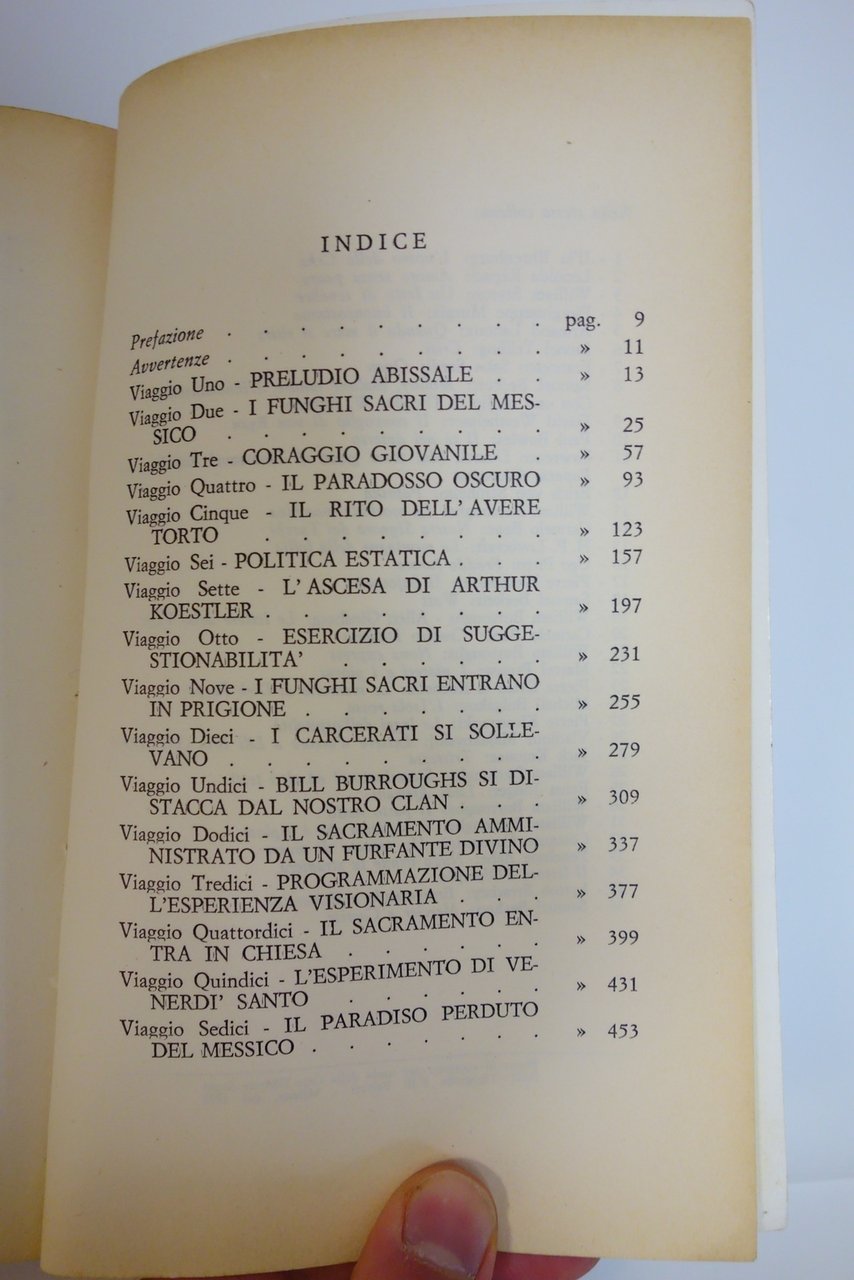 INDICE
Prefazione . . . . . . . . . pag. 9
Avvertenze . . . . . . . . . » 11
Viaggio Uno - PRELUDIO ABISSALE . . » 13
Viaggio Due - I FUNGHI SACRI DEL MES-
SICO . . . . . . . . . » 25
Viaggio Tre - CORAGGIO GIOVANILE . » 57
Viaggio Quattro - IL PARADOSSO OSCURO » 93
Viaggio Cinque - IL RITO DELL'AVERE
TORTO . . . . . . . . » 123
Viaggio Sei - POLITICA ESTATICA . . . » 157
Viaggio Sette - L'ASCESA DI ARTHUR
KOESTLER . . . . . . . . » 197
Viaggio Otto - ESERCIZIO DI SUGGE-
STIONABILITA' . . . . . . » 231
Viaggio Nove - I FUNGHI SACRI ENTRANO
IN PRIGIONE . . . . . . . » 255
Viaggio Dieci - I CARCERATI SI SOLLE-
VANO . . . . . . . . . » 279
Viaggio Undici - BILL BURROUGHS SI DI-
STACCA DAL NOSTRO CLAN . . . » 309
Viaggio Dodici - IL SACRAMENTO AMMI-
NISTRATO DA UN FURFANTE DIVINO » 337
Viaggio Tredici - PROGRAMMAZIONE DEL-
L'ESPERIENZA VISIONARIA . . . » 377
Viaggio Quattordici - IL SACRAMENTO EN-
TRA IN CHIESA . . . . . . » 399
Viaggio Quindici - L'ESPERIMENTO DI VE-
NERDI' SANTO . . . . . . » 431
Viaggio Sedici - IL PARADISO PERDUTO
DEL MESSICO . . . . . . . » 453